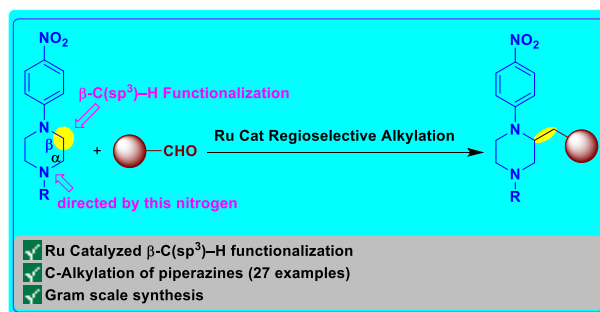 NO₂
NO₂
β-C(sp³)–H Functionalization
N
N
β
α
+
CHO
Ru Cat Regioselective Alkylation
N
N
R
R
directed by this nitrogen
Ru Catalyzed β-C(sp³)–H functionalization
C-Alkylation of piperazines (27 examples)
Gram scale synthesis